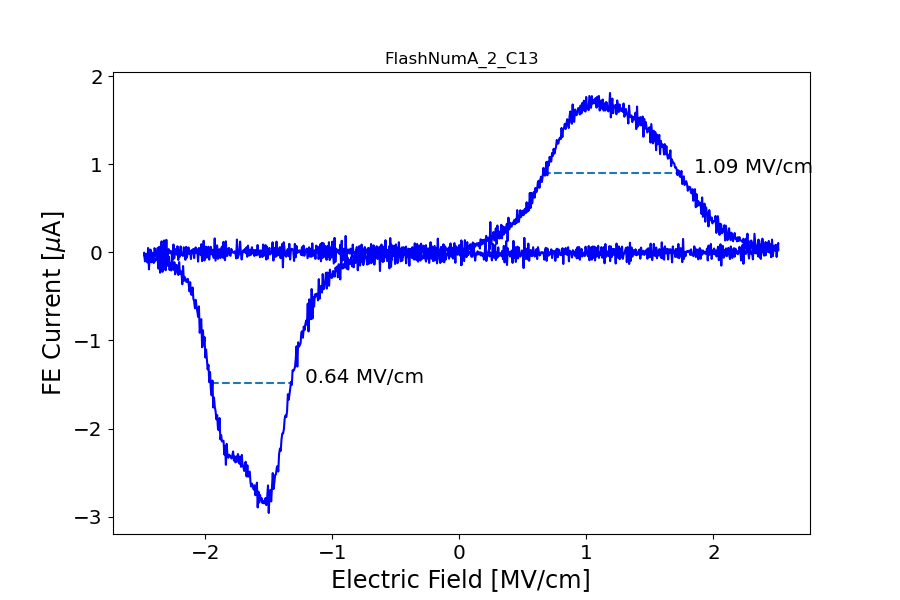 FlashNumA_2_C13
2
1
0
−1
−2
−3
FE Current [μA]
1.09 MV/cm
0.64 MV/cm
−2 −1 0 1 2
Electric Field [MV/cm]